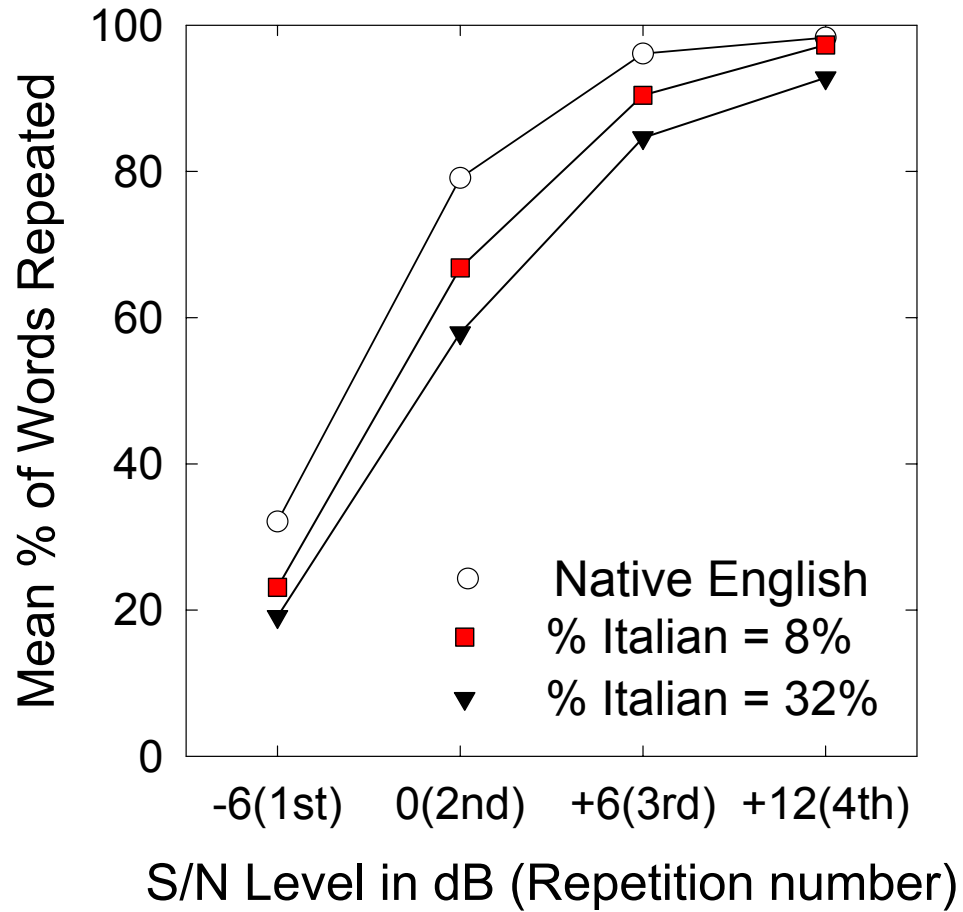 Mean % of Words Repeated
100
80
60
40
20
0
Native English
% Italian = 8%
% Italian = 32%
-6(1st) 0(2nd) +6(3rd) +12(4th)
S/N Level in dB (Repetition number)